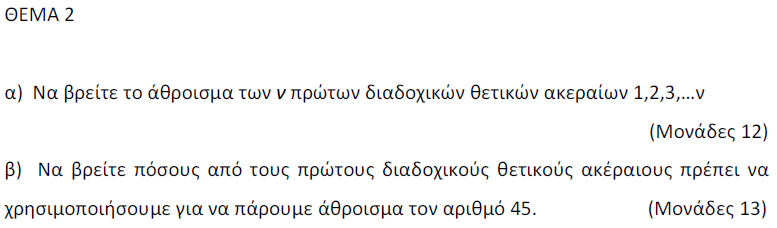 ΘΕΜΑ 2
α) Να βρείτε το άθροισμα των ν πρώτων διαδοχικών θετικών ακεραίων 1,2,3,...ν
(Μονάδες 12)
β) Να βρείτε πόσους από τους πρώτους διαδοχικούς θετικούς ακέραιους πρέπει να
χρησιμοποιήσουμε για να πάρουμε άθροισμα τον αριθμό 45. (Μονάδες 13)